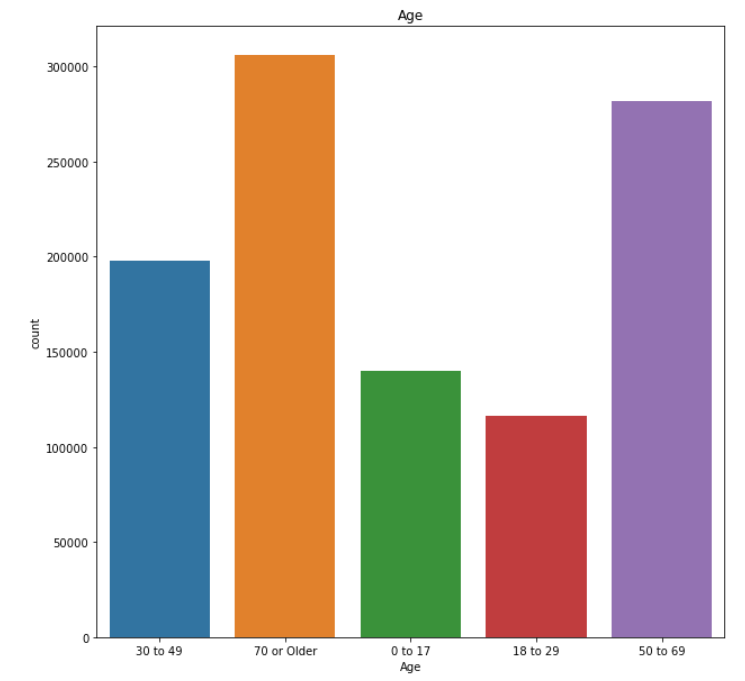 Age
300000
250000
200000
150000
100000
50000
0
count
30 to 49
70 or Older
0 to 17
18 to 29
50 to 69
Age